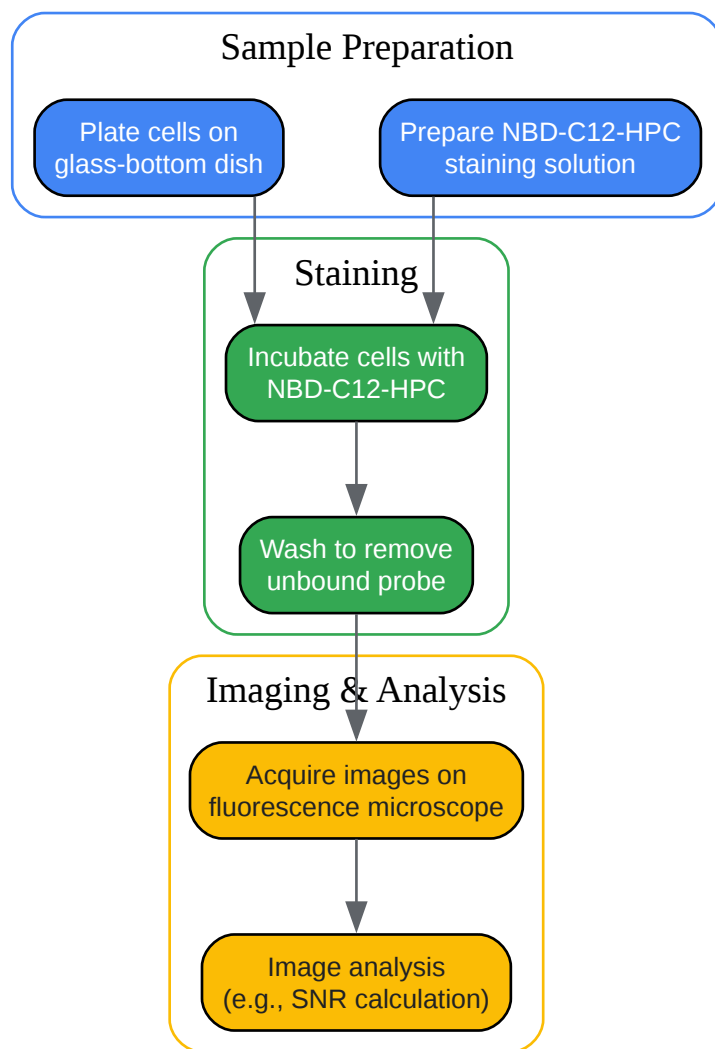 Sample Preparation
Plate cells on
glass-bottom dish
Prepare NBD-C12-HPC
staining solution
Staining
Incubate cells with
NBD-C12-HPC
Wash to remove
unbound probe
Imaging & Analysis
Acquire images on
fluorescence microscope
Image analysis
(e.g., SNR calculation)